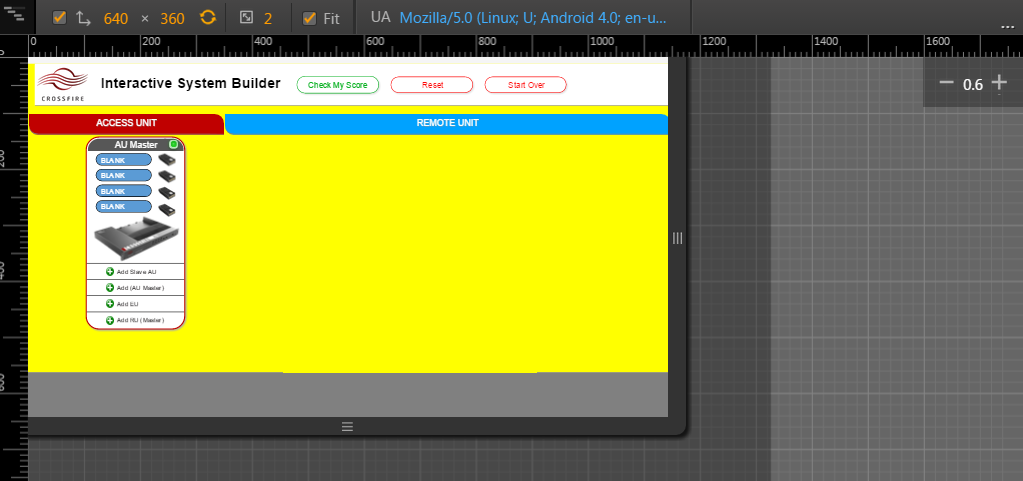 640 × 360 2 Fit UA Mozilla/5.0 (Linux; U; Android 4.0; en-u... ...
0 200 400 600 800 1000 1200 1400 1600
0.6
CROSSFIRE
Interactive System Builder
Check My Score
Reset
Start Over
ACCESS UNIT
REMOTE UNIT
AU Master
BLANK
BLANK
BLANK
BLANK
Add Slave AU
Add (AU Master)
Add EU
Add RU (Master)
200
400